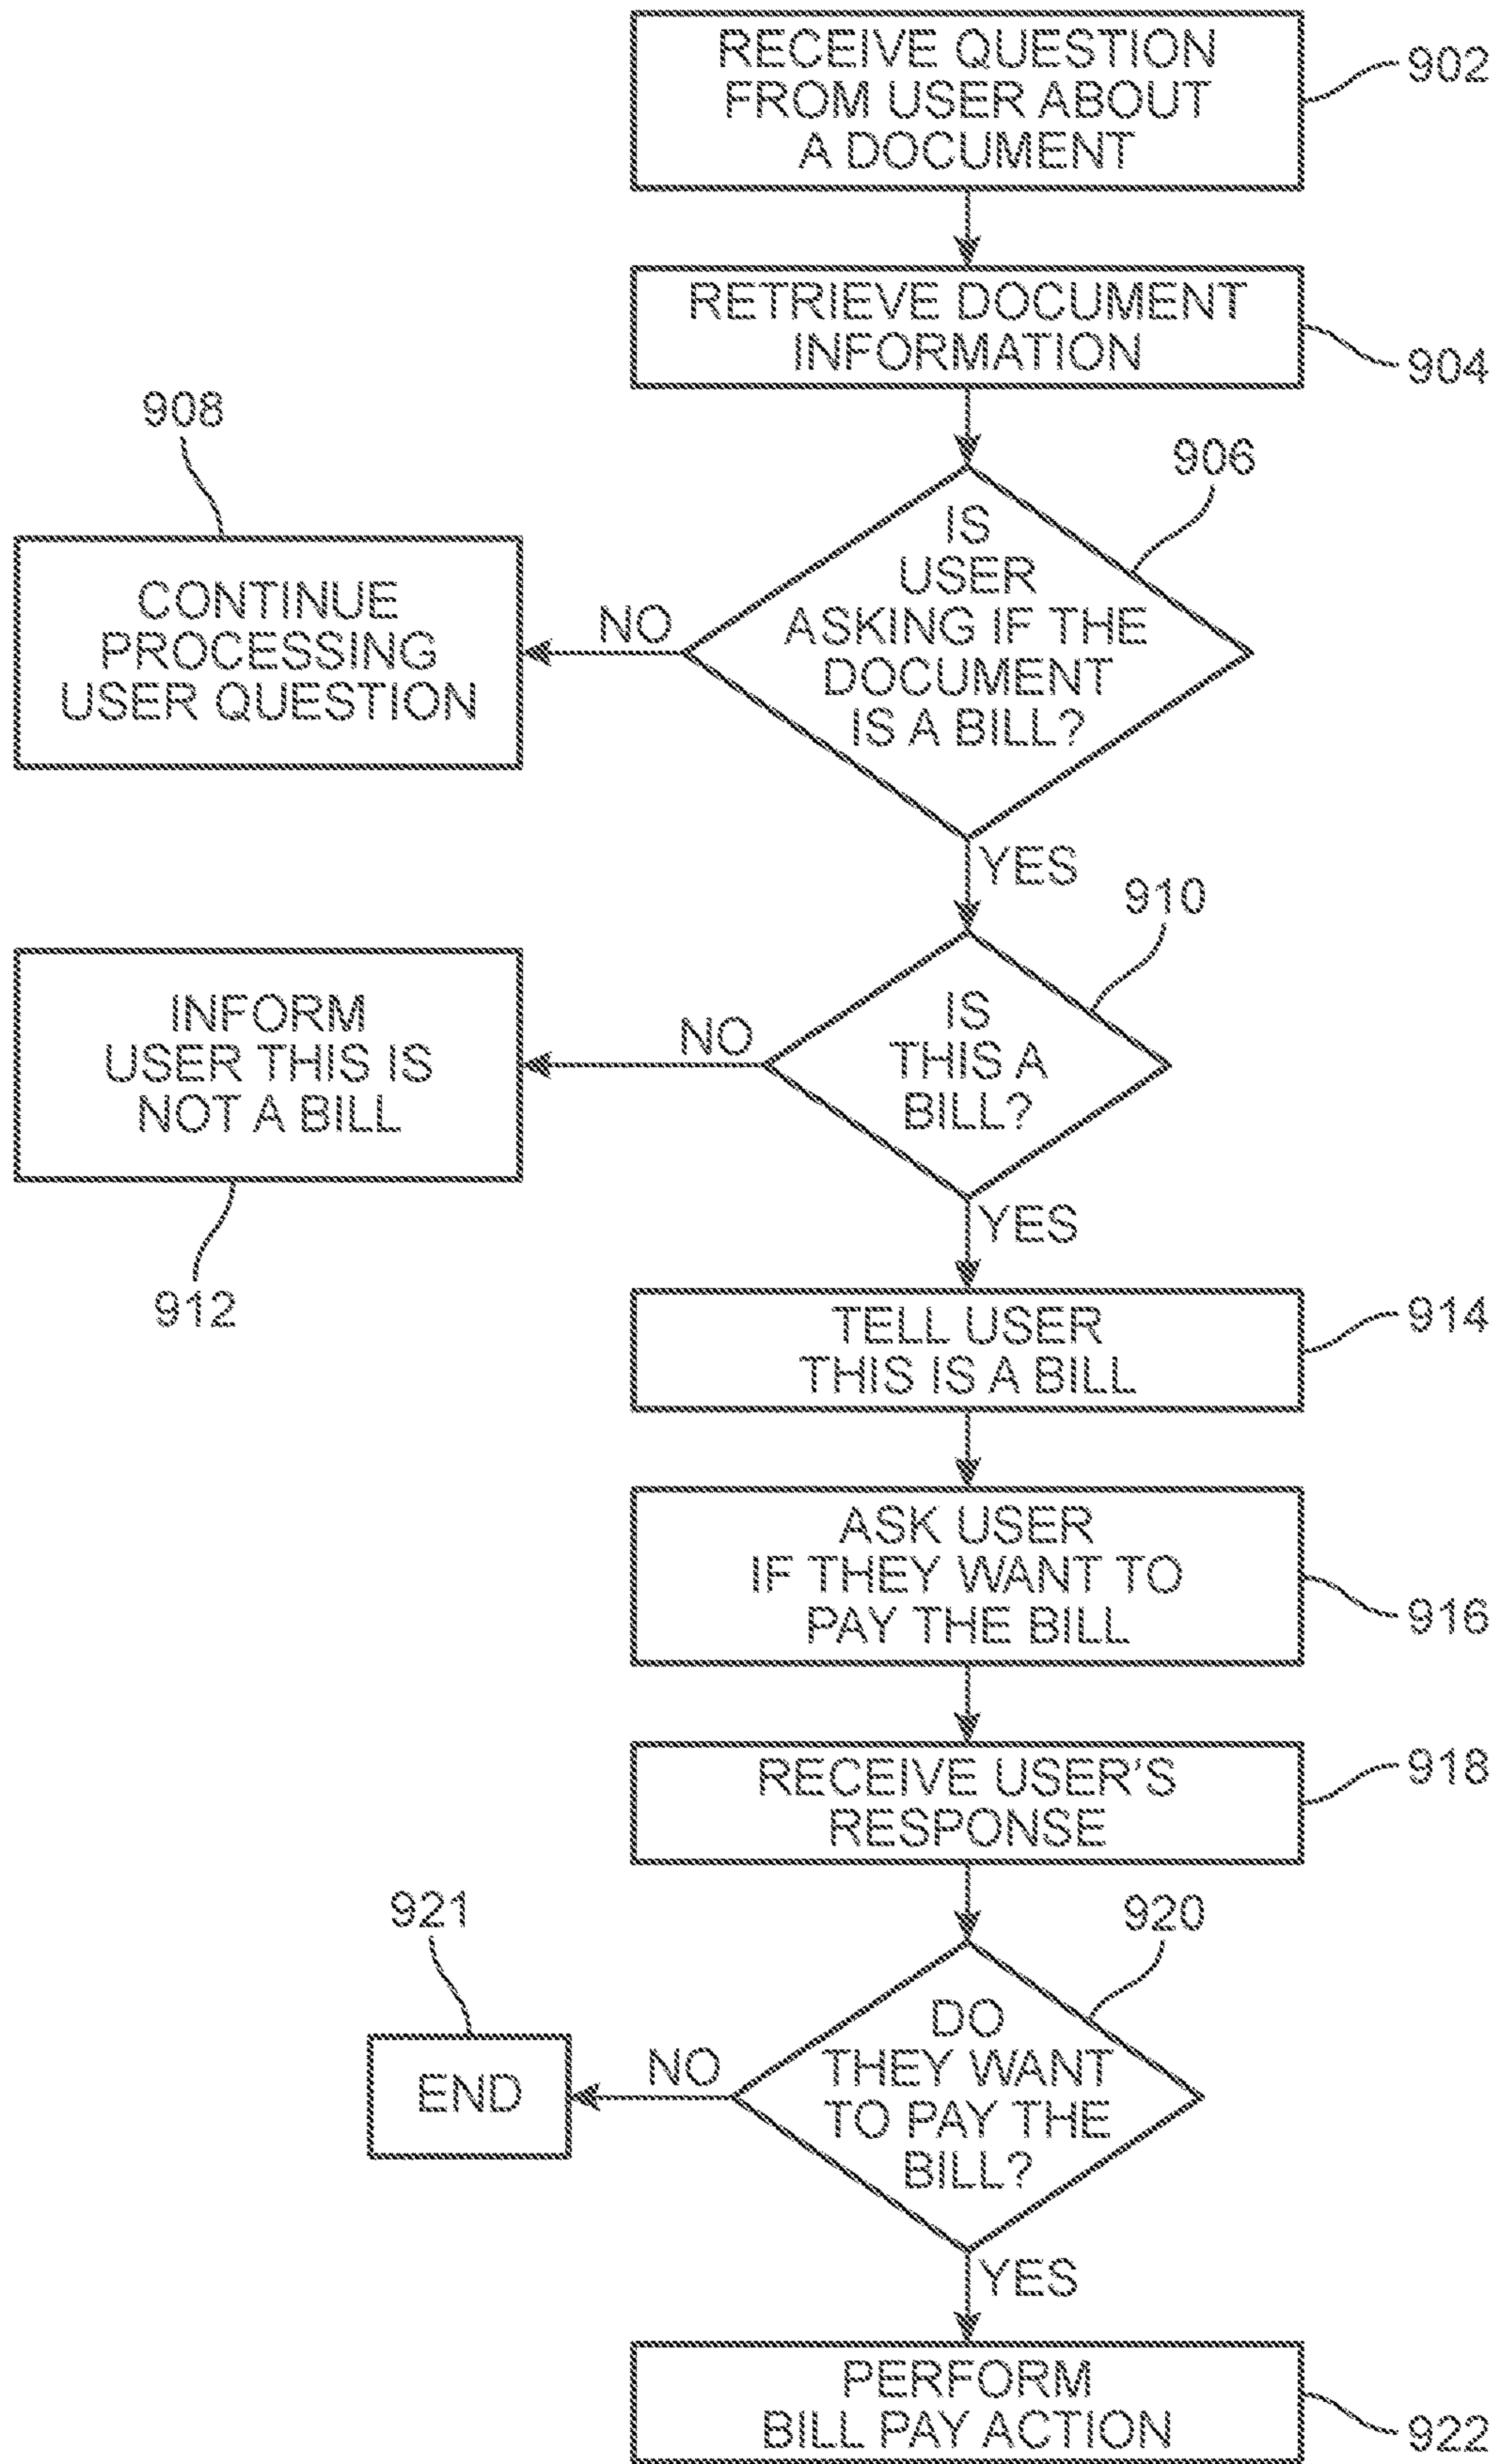 RECEIVE QUESTION
FROM USER ABOUT
A DOCUMENT
902
RETRIEVE DOCUMENT
INFORMATION
904
906
IS
USER
ASKING IF THE
DOCUMENT
IS A BILL?
NO
908
CONTINUE
PROCESSING
USER QUESTION
YES
910
IS
THIS A
BILL?
NO
INFORM
USER THIS IS
NOT A BILL
912
YES
TELL USER
THIS IS A BILL
914
ASK USER
IF THEY WANT TO
PAY THE BILL
916
RECEIVE USER'S
RESPONSE
918
920
DO
THEY WANT
TO PAY THE
BILL?
NO
921
END
YES
PERFORM
BILL PAY ACTION
922